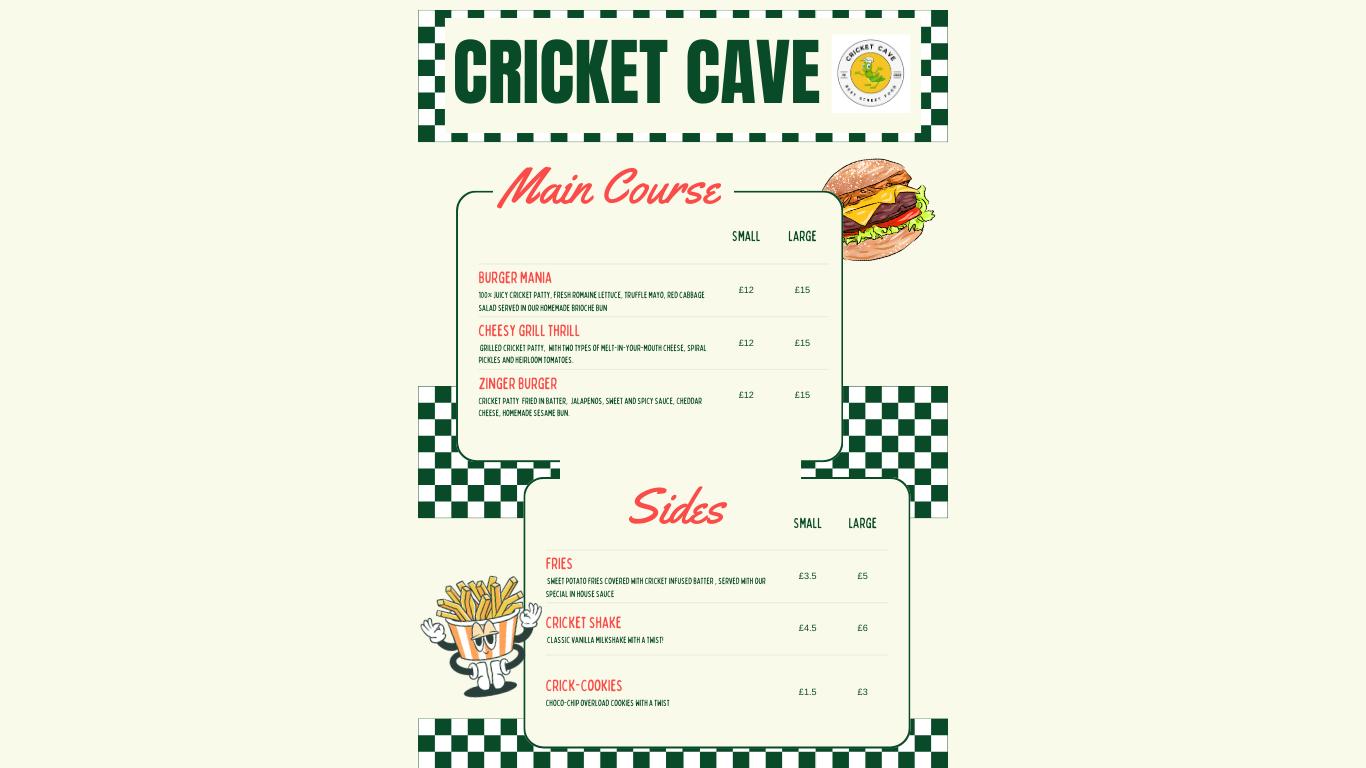 CRICKET CAVE
CRICKET CAVE
BEST STREET FOOD
Main Course
SMALL LARGE
BURGER MANIA
100% JUICY CRICKET PATTY, FRESH ROMAINE LETTUCE, TRUFFLE MAYO, RED CABBAGE
SALAD SERVED IN OUR HOMEMADE BRIOCHE BUN
£12 £15
CHEESY GRILL THRILL
GRILLED CRICKET PATTY, WITH TWO TYPES OF MELT-IN-YOUR-MOUTH CHEESE, SPIRAL
PICKLES AND HEIRLOOM TOMATOES.
£12 £15
ZINGER BURGER
CRICKET PATTY FRIED IN BATTER, JALAPENOS, SWEET AND SPICY SAUCE, CHEDDAR
CHEESE, HOMEMADE SESAME BUN.
£12 £15
Sides
SMALL LARGE
FRIES
SWEET POTATO FRIES COVERED WITH CRICKET INFUSED BATTER , SERVED WITH OUR
SPECIAL IN HOUSE SAUCE
£3.5 £5
CRICKET SHAKE
CLASSIC VANILLA MILKSHAKE WITH A TWIST!
£4.5 £6
CRICK-COOKIES
CHOCO-CHIP OVERLOAD COOKIES WITH A TWIST
£1.5 £3